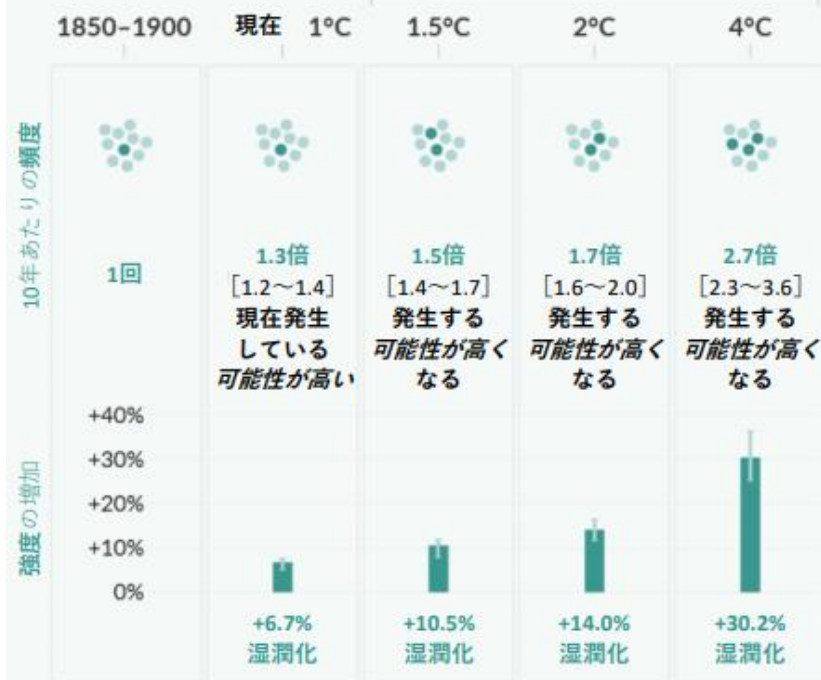 1850–1900 現在 1°C 1.5°C 2°C 4°C
10年あたりの頻度
1回
1.3倍
［1.2～1.4］
現在発生
している
可能性が高い
1.5倍
［1.4～1.7］
発生する
可能性が高く
なる
1.7倍
［1.6～2.0］
発生する
可能性が高く
なる
2.7倍
［2.3～3.6］
発生する
可能性が高く
なる
強度の増加
+40%
+30%
+20%
+10%
0%
+6.7%
湿潤化
+10.5%
湿潤化
+14.0%
湿潤化
+30.2%
湿潤化